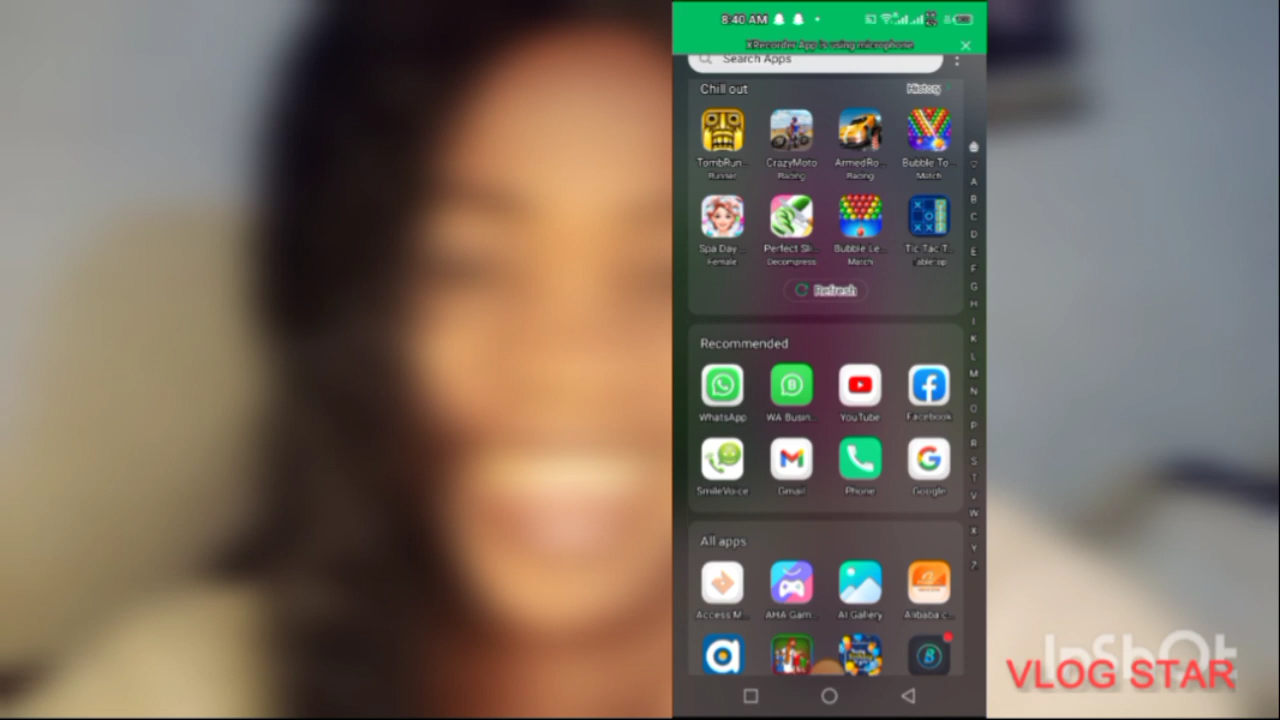 8:40 AM
XRecorder App is using microphone
Search Apps
Chill out
History
TombRun... CrazyMoto ArmedRo... Bubble To...
Runner Racing Racing Match
Spa Day ... Perfect Sli... Bubble Le... Tic Tac T...
Female Decompress Match Tabletop
Refresh
Recommended
WhatsApp WA Busin... YouTube Facebook
SmileVoice Gmail Phone Google
All apps
Access M... AHA Gam... AI Gallery Alibaba.c...
A
B
C
D
E
F
G
H
I
K
L
M
N
O
P
R
S
T
V
W
X
Y
Z
InShOt
VLOG STAR